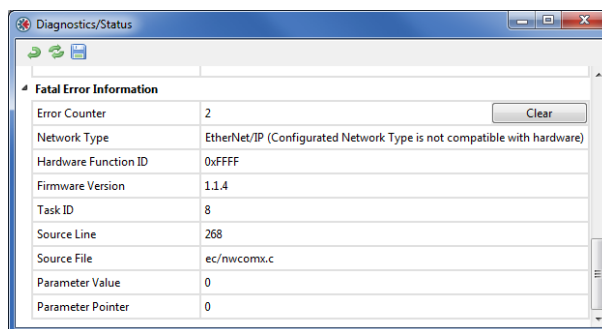 Diagnostics/Status
Fatal Error Information
Error Counter 2 Clear
Network Type EtherNet/IP (Configurated Network Type is not compatible with hardware)
Hardware Function ID 0xFFFF
Firmware Version 1.1.4
Task ID 8
Source Line 268
Source File ec/nwcomx.c
Parameter Value 0
Parameter Pointer 0